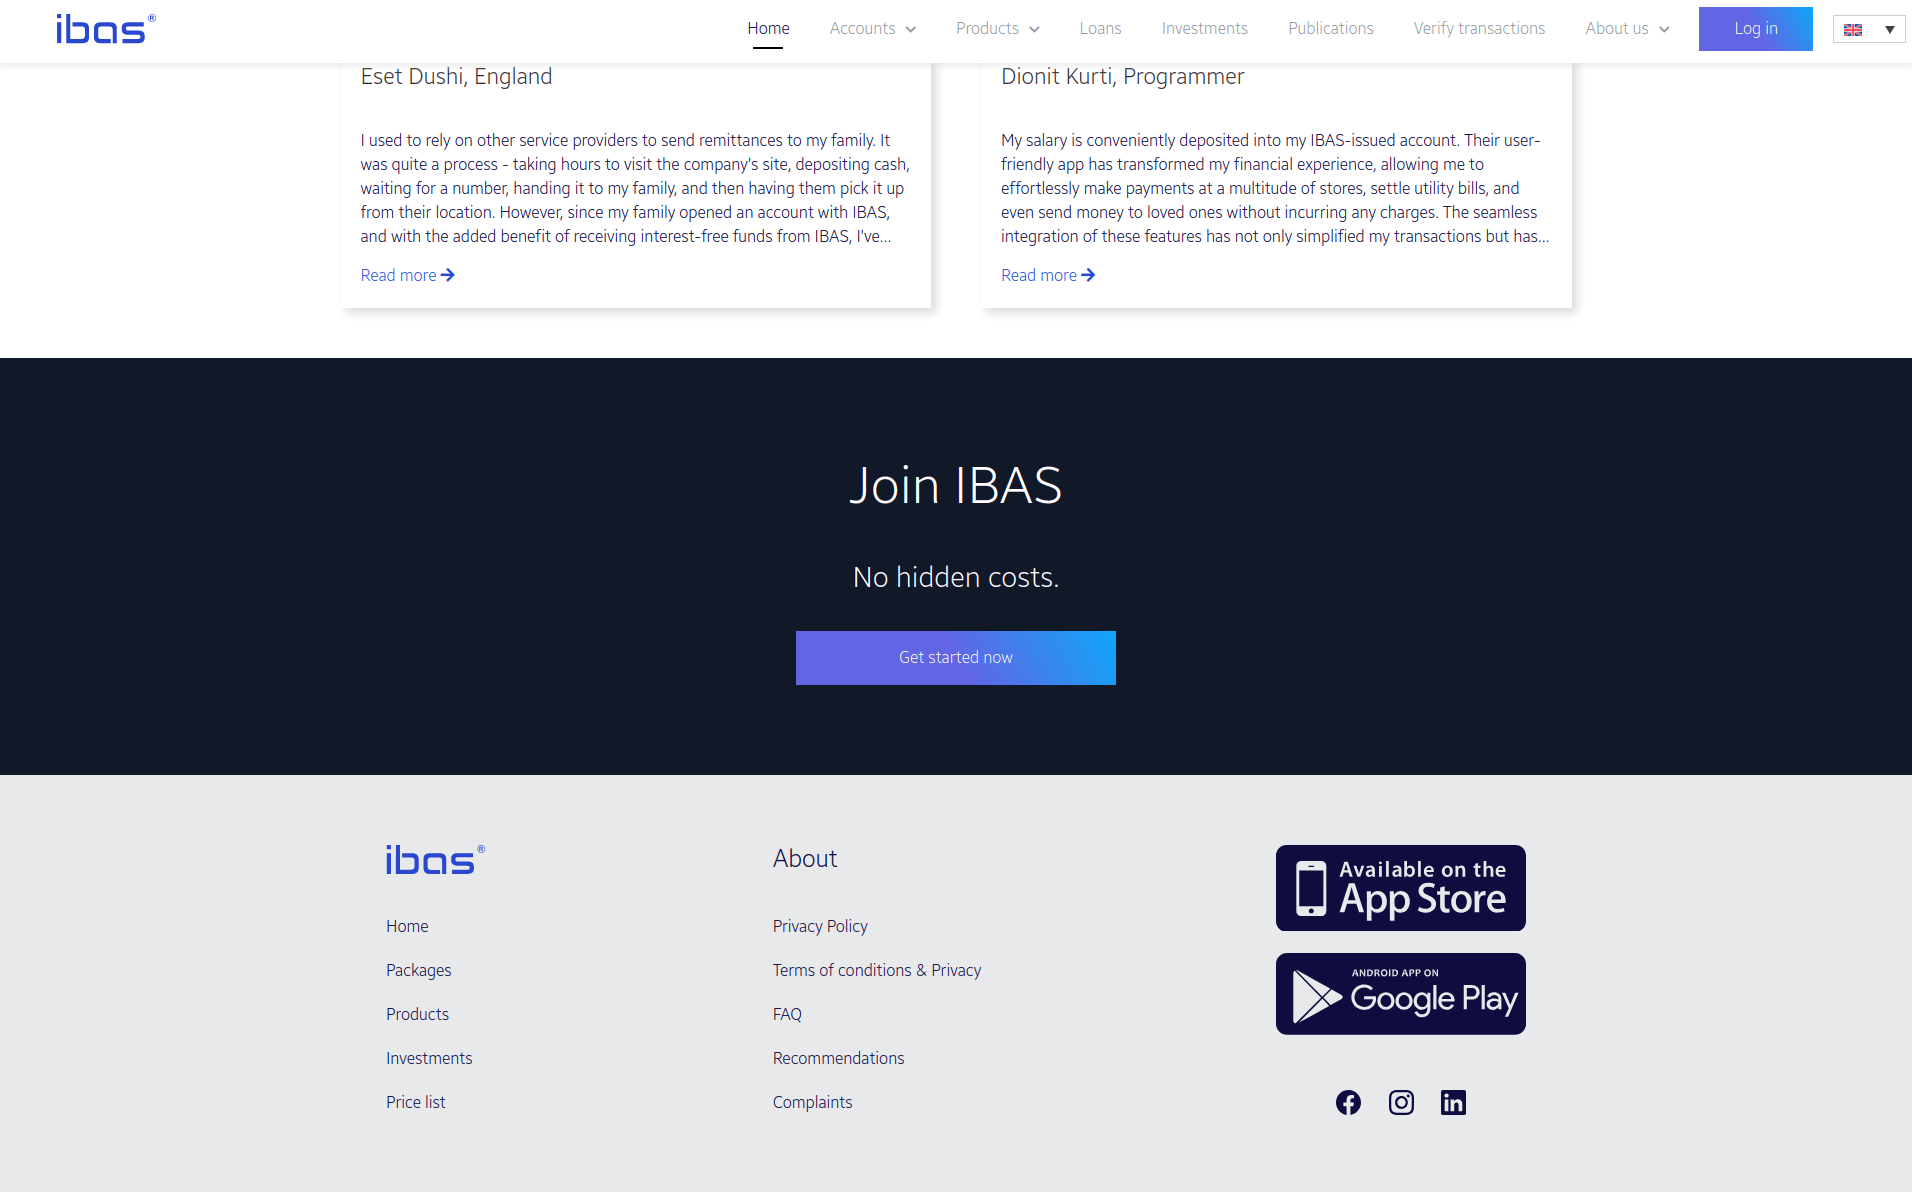 ibas®
Home Accounts Products Loans Investments Publications Verify transactions About us Log in
Eset Dushi, England
I used to rely on other service providers to send remittances to my family. It
was quite a process - taking hours to visit the company's site, depositing cash,
waiting for a number, handing it to my family, and then having them pick it up
from their location. However, since my family opened an account with IBAS,
and with the added benefit of receiving interest-free funds from IBAS, I've...
Read more
Dionit Kurti, Programmer
My salary is conveniently deposited into my IBAS-issued account. Their user-
friendly app has transformed my financial experience, allowing me to
effortlessly make payments at a multitude of stores, settle utility bills, and
even send money to loved ones without incurring any charges. The seamless
integration of these features has not only simplified my transactions but has...
Read more
Join IBAS
No hidden costs.
Get started now
ibas®
Home
Packages
Products
Investments
Price list
About
Privacy Policy
Terms of conditions & Privacy
FAQ
Recommendations
Complaints
Available on the
App Store
ANDROID APP ON
Google Play